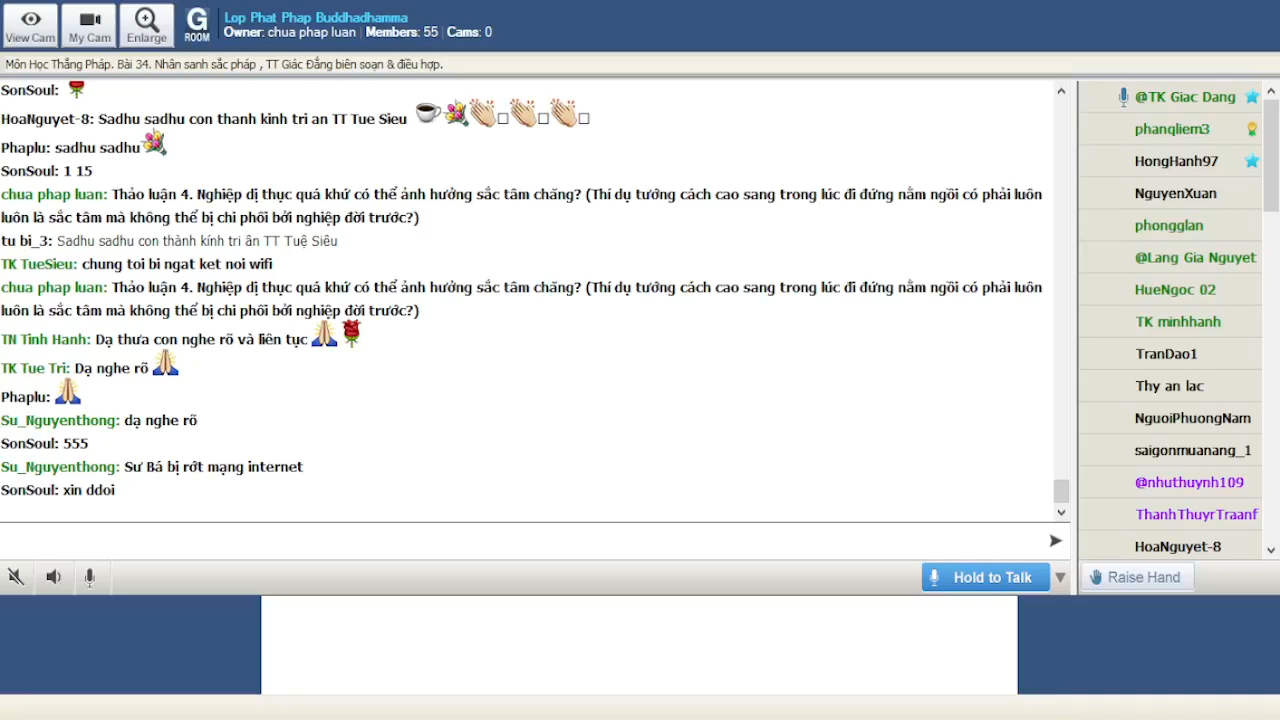 View Cam
My Cam
Enlarge
G
ROOM
Lop Phat Phap Buddhadhamma
Owner: chua phap luan | Members: 55 | Cams: 0
Môn Học Thắng Pháp. Bài 34. Nhân sanh sắc pháp , TT Giác Đẳng biên soạn & điều hợp.
SonSoul:
HoaNguyet-8: Sadhu sadhu con thanh kinh tri an TT Tue Sieu
Phaplu: sadhu sadhu
SonSoul: 1 15
chua phap luan: Thảo luận 4. Nghiệp dị thục quá khứ có thể ảnh hưởng sắc tâm chăng? (Thí dụ tướng cách cao sang trong lúc đi đứng nằm ngồi có phải luôn
luôn là sắc tâm mà không thể bị chi phối bởi nghiệp đời trước?)
tu bi_3: Sadhu sadhu con thành kính tri ân TT Tuệ Siêu
TK TueSieu: chung toi bi ngat ket noi wifi
chua phap luan: Thảo luận 4. Nghiệp dị thục quá khứ có thể ảnh hưởng sắc tâm chăng? (Thí dụ tướng cách cao sang trong lúc đi đứng nằm ngồi có phải luôn
luôn là sắc tâm mà không thể bị chi phối bởi nghiệp đời trước?)
TN Tinh Hanh: Dạ thưa con nghe rõ và liên tục
TK Tue Tri: Dạ nghe rõ
Phaplu:
Su_Nguyenthong: dạ nghe rõ
SonSoul: 555
Su_Nguyenthong: Sư Bá bị rớt mạng internet
SonSoul: xin ddoi
@TK Giac Dang
phanqliem3
HongHanh97
NguyenXuan
phongglan
@Lang Gia Nguyet
HueNgoc 02
TK minhhanh
TranDao1
Thy an lac
NguoiPhuongNam
saigonmuanang_1
@nhuthuynh109
ThanhThuyrTraanf
HoaNguyet-8
Hold to Talk
Raise Hand